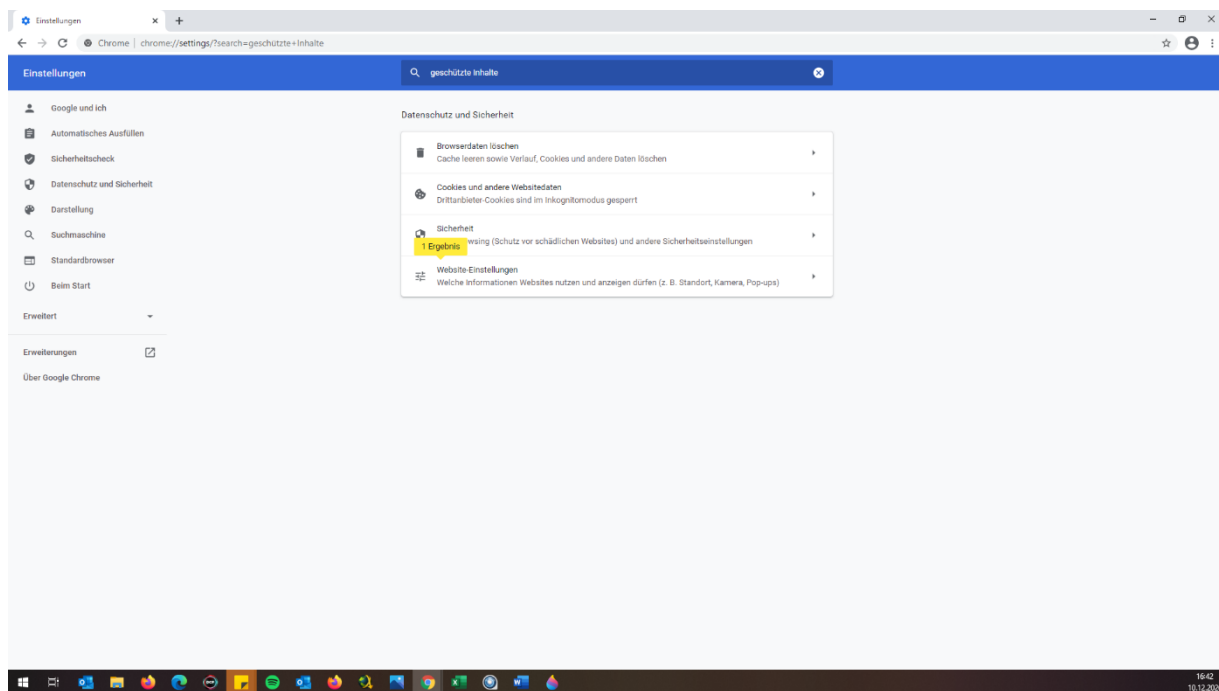 Einstellungen
Chrome | chrome://settings/?search=geschützte+Inhalte
Einstellungen
geschützte Inhalte
Google und ich
Automatisches Ausfüllen
Sicherheitscheck
Datenschutz und Sicherheit
Darstellung
Suchmaschine
Standardbrowser
Beim Start
Erweitert
Erweiterungen
Über Google Chrome
Datenschutz und Sicherheit
Browserdaten löschen
Cache leeren sowie Verlauf, Cookies und andere Daten löschen
Cookies und andere Websitedaten
Drittanbieter-Cookies sind im Inkognitomodus gesperrt
Sicherheit
wsing (Schutz vor schädlichen Websites) und andere Sicherheitseinstellungen
1 Ergebnis
Website-Einstellungen
Welche Informationen Websites nutzen und anzeigen dürfen (z. B. Standort, Kamera, Pop-ups)
16:42
10.12.202